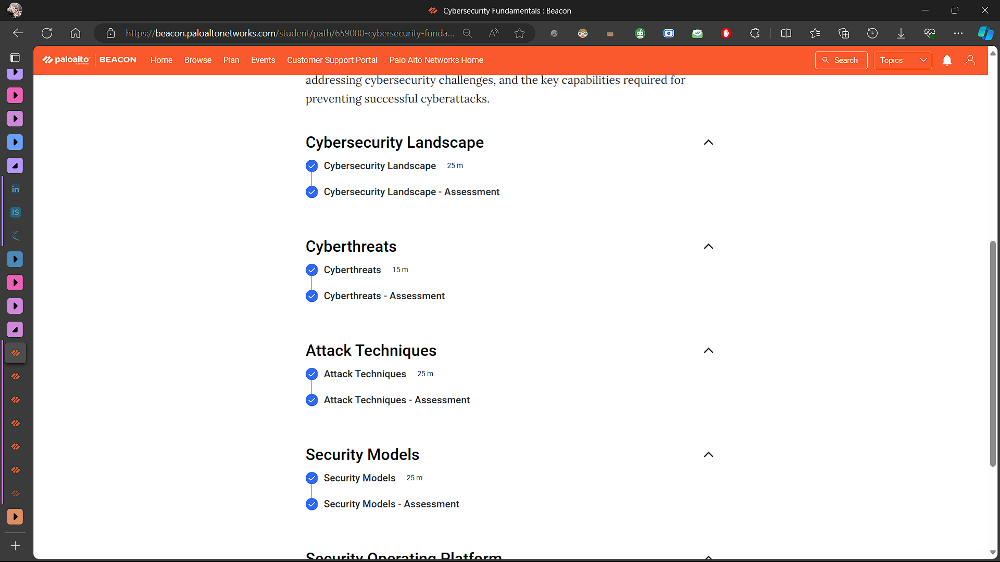 Cybersecurity Fundamentals : Beacon
https://beacon.paloaltonetworks.com/student/path/659080-cybersecurity-funda...
paloalto NETWORKS BEACON Home Browse Plan Events Customer Support Portal Palo Alto Networks Home Search Topics
addressing cybersecurity challenges, and the key capabilities required for
preventing successful cyberattacks.
Cybersecurity Landscape
Cybersecurity Landscape 25 m
Cybersecurity Landscape - Assessment
Cyberthreats
Cyberthreats 15 m
Cyberthreats - Assessment
Attack Techniques
Attack Techniques 25 m
Attack Techniques - Assessment
Security Models
Security Models 25 m
Security Models - Assessment
Security Operating Platform
in
IS